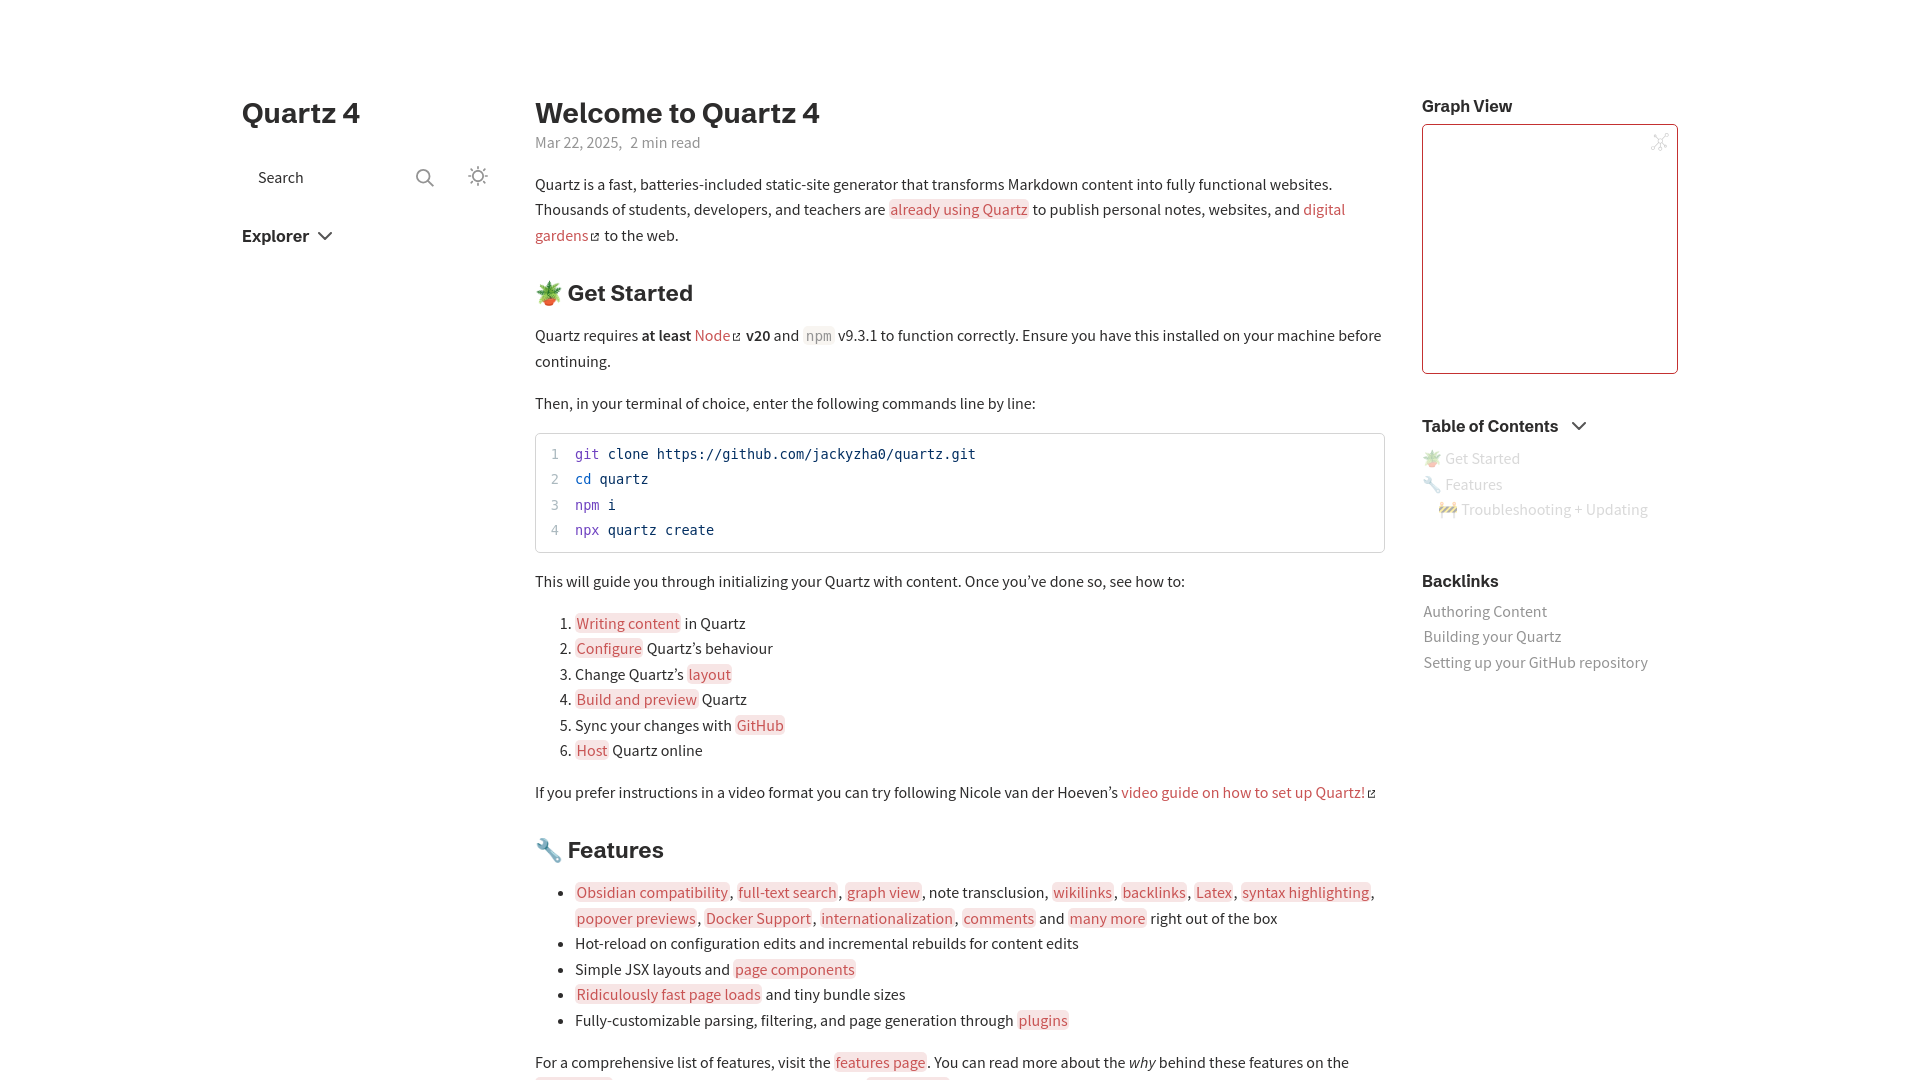 Quartz 4
Search
Explorer
Welcome to Quartz 4
Mar 22, 2025, 2 min read
Quartz is a fast, batteries-included static-site generator that transforms Markdown content into fully functional websites.
Thousands of students, developers, and teachers are already using Quartz to publish personal notes, websites, and digital
gardens to the web.
🪴 Get Started
Quartz requires at least Node v20 and npm v9.3.1 to function correctly. Ensure you have this installed on your machine before
continuing.
Then, in your terminal of choice, enter the following commands line by line:
1 git clone https://github.com/jackyzha0/quartz.git
2 cd quartz
3 npm i
4 npx quartz create
This will guide you through initializing your Quartz with content. Once you’ve done so, see how to:
1. Writing content in Quartz
2. Configure Quartz’s behaviour
3. Change Quartz’s layout
4. Build and preview Quartz
5. Sync your changes with GitHub
6. Host Quartz online
If you prefer instructions in a video format you can try following Nicole van der Hoeven’s video guide on how to set up Quartz!
🔧 Features
• Obsidian compatibility, full-text search, graph view, note transclusion, wikilinks, backlinks, Latex, syntax highlighting,
popover previews, Docker Support, internationalization, comments and many more right out of the box
• Hot-reload on configuration edits and incremental rebuilds for content edits
• Simple JSX layouts and page components
• Ridiculously fast page loads and tiny bundle sizes
• Fully-customizable parsing, filtering, and page generation through plugins
For a comprehensive list of features, visit the features page. You can read more about the why behind these features on the
Graph View
Table of Contents
🪴 Get Started
🔧 Features
🚧 Troubleshooting + Updating
Backlinks
Authoring Content
Building your Quartz
Setting up your GitHub repository